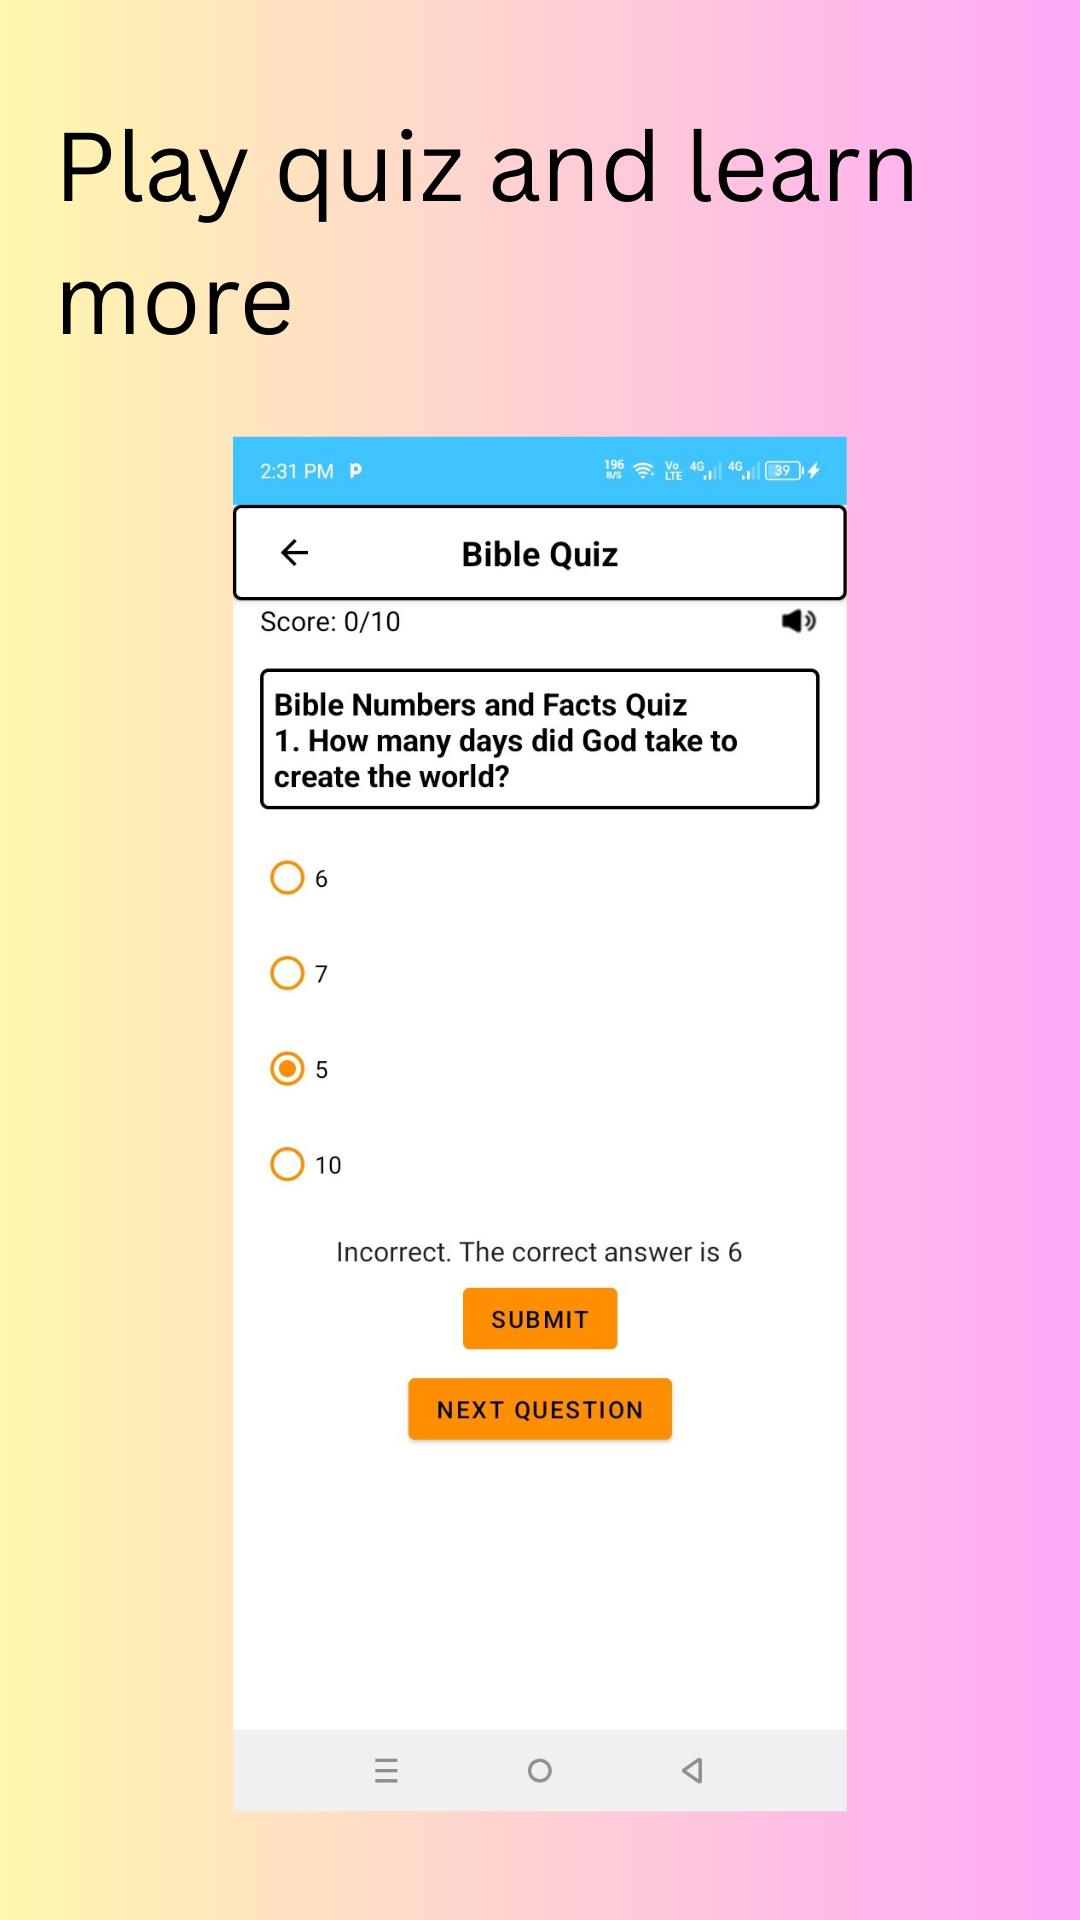 Play quiz and learn
more
2:31 PM P 196 B/S Vo LTE 4G 4G 39
Bible Quiz
Score: 0/10
Bible Numbers and Facts Quiz
1. How many days did God take to
create the world?
6
7
5
10
Incorrect. The correct answer is 6
SUBMIT
NEXT QUESTION